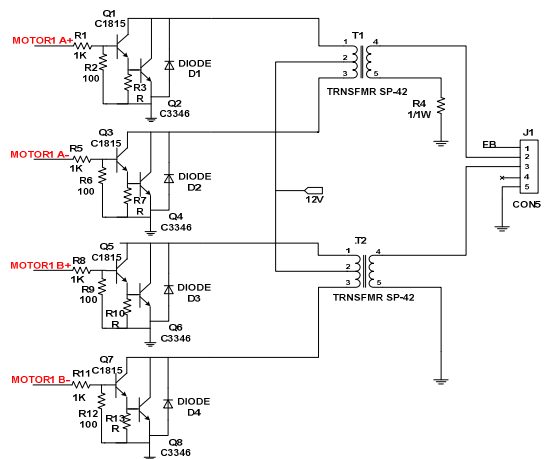 Q1
C1815
MOTOR1 A+
R1
1K
R2
100
R3
R
DIODE
D1
Q2
C3346
Q3
C1815
MOTOR1 A-
R5
1K
R6
100
R7
R
DIODE
D2
Q4
C3346
Q5
C1815
MOTOR1 B+
R8
1K
R9
100
R10
R
DIODE
D3
Q6
C3346
Q7
C1815
MOTOR1 B-
R11
1K
R12
100
R13
R
DIODE
D4
Q8
C3346
T1
1
2
3
4
5
TRNSFMR SP-42
R4
1/1W
12V
T2
1
2
3
4
5
TRNSFMR SP-42
J1
FB
1
2
3
4
5
CON5